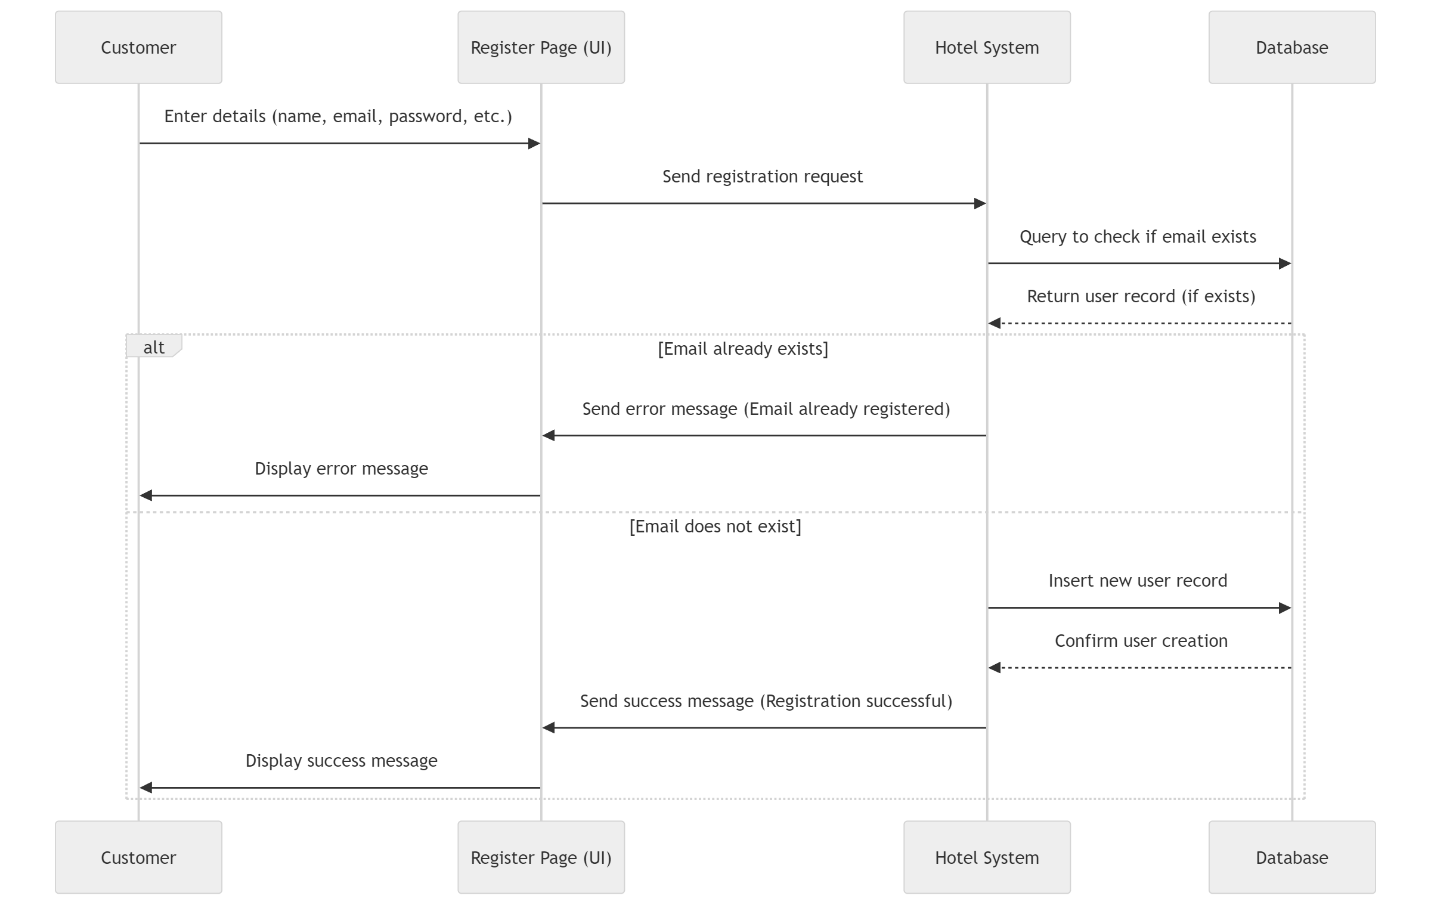 Customer
Register Page (UI)
Hotel System
Database
Enter details (name, email, password, etc.)
Send registration request
Query to check if email exists
Return user record (if exists)
alt
[Email already exists]
Send error message (Email already registered)
Display error message
[Email does not exist]
Insert new user record
Confirm user creation
Send success message (Registration successful)
Display success message
Customer
Register Page (UI)
Hotel System
Database